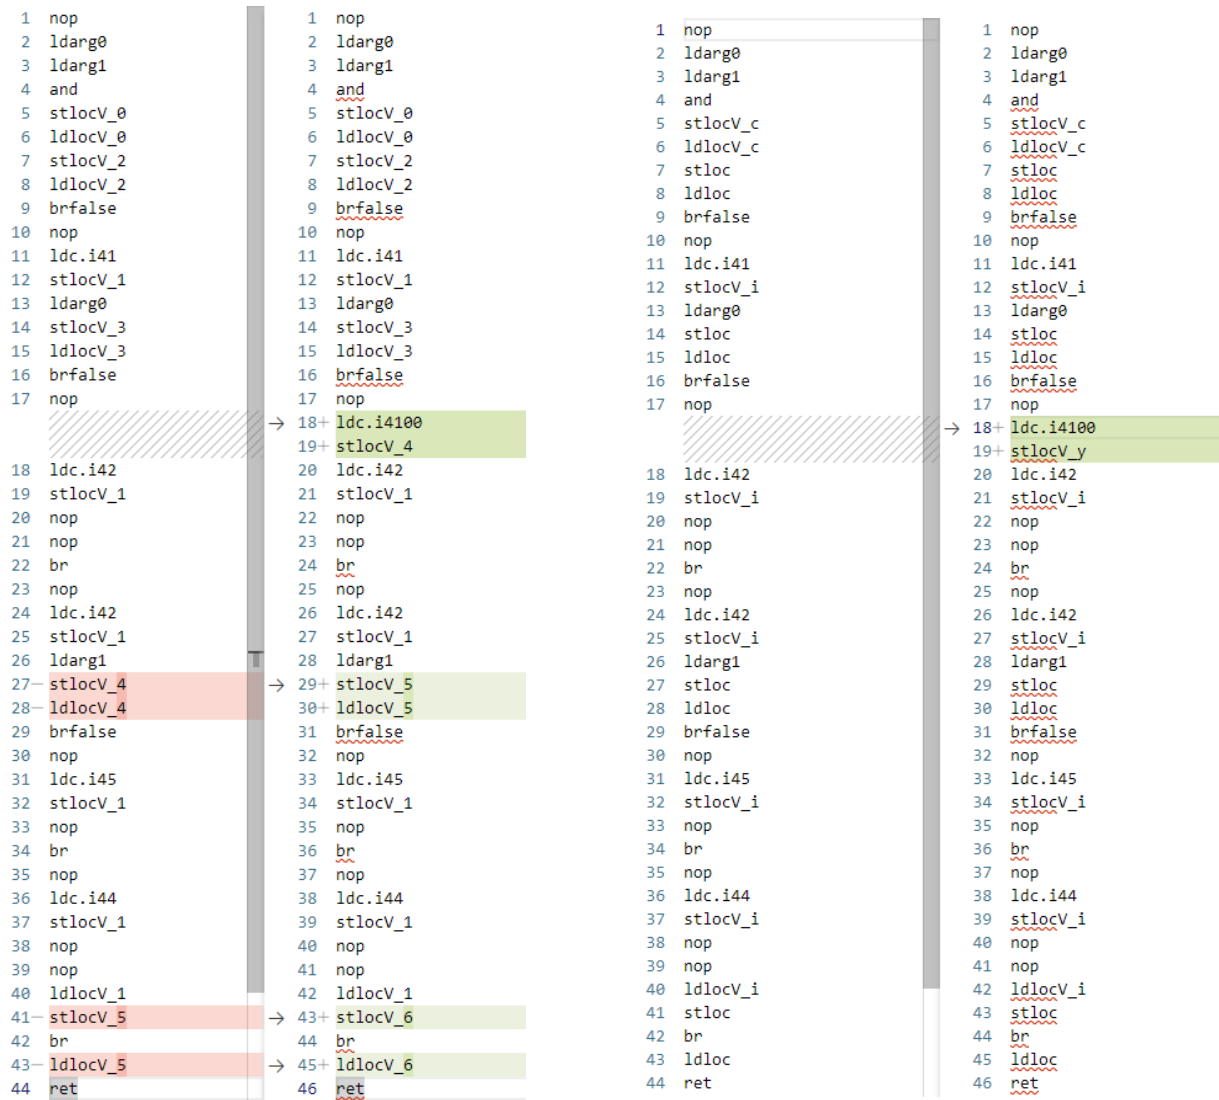 1 nop
2 ldarg0
3 ldarg1
4 and
5 stlocV_0
6 ldlocV_0
7 stlocV_2
8 ldlocV_2
9 brfalse
10 nop
11 ldc.i41
12 stlocV_1
13 ldarg0
14 stlocV_3
15 ldlocV_3
16 brfalse
17 nop
18 ldc.i42
19 stlocV_1
20 nop
21 nop
22 br
23 nop
24 ldc.i42
25 stlocV_1
26 ldarg1
27− stlocV_4
28− ldlocV_4
29 brfalse
30 nop
31 ldc.i45
32 stlocV_1
33 nop
34 br
35 nop
36 ldc.i44
37 stlocV_1
38 nop
39 nop
40 ldlocV_1
41− stlocV_5
42 br
43− ldlocV_5
44 ret
1 nop
2 ldarg0
3 ldarg1
4 and
5 stlocV_0
6 ldlocV_0
7 stlocV_2
8 ldlocV_2
9 brfalse
10 nop
11 ldc.i41
12 stlocV_1
13 ldarg0
14 stlocV_3
15 ldlocV_3
16 brfalse
17 nop
18+ ldc.i4100
19+ stlocV_4
20 ldc.i42
21 stlocV_1
22 nop
23 nop
24 br
25 nop
26 ldc.i42
27 stlocV_1
28 ldarg1
29+ stlocV_5
30+ ldlocV_5
31 brfalse
32 nop
33 ldc.i45
34 stlocV_1
35 nop
36 br
37 nop
38 ldc.i44
39 stlocV_1
40 nop
41 nop
42 ldlocV_1
43+ stlocV_6
44 br
45+ ldlocV_6
46 ret
1 nop
2 ldarg0
3 ldarg1
4 and
5 stlocV_c
6 ldlocV_c
7 stloc
8 ldloc
9 brfalse
10 nop
11 ldc.i41
12 stlocV_i
13 ldarg0
14 stloc
15 ldloc
16 brfalse
17 nop
18 ldc.i42
19 stlocV_i
20 nop
21 nop
22 br
23 nop
24 ldc.i42
25 stlocV_i
26 ldarg1
27 stloc
28 ldloc
29 brfalse
30 nop
31 ldc.i45
32 stlocV_i
33 nop
34 br
35 nop
36 ldc.i44
37 stlocV_i
38 nop
39 nop
40 ldlocV_i
41 stloc
42 br
43 ldloc
44 ret
1 nop
2 ldarg0
3 ldarg1
4 and
5 stlocV_c
6 ldlocV_c
7 stloc
8 ldloc
9 brfalse
10 nop
11 ldc.i41
12 stlocV_i
13 ldarg0
14 stloc
15 ldloc
16 brfalse
17 nop
18+ ldc.i4100
19+ stlocV_y
20 ldc.i42
21 stlocV_i
22 nop
23 nop
24 br
25 nop
26 ldc.i42
27 stlocV_i
28 ldarg1
29 stloc
30 ldloc
31 brfalse
32 nop
33 ldc.i45
34 stlocV_i
35 nop
36 br
37 nop
38 ldc.i44
39 stlocV_i
40 nop
41 nop
42 ldlocV_i
43 stloc
44 br
45 ldloc
46 ret